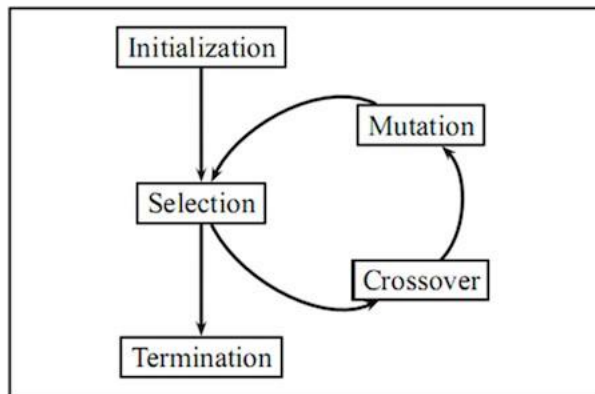 Initialization
Mutation
Selection
Crossover
Termination